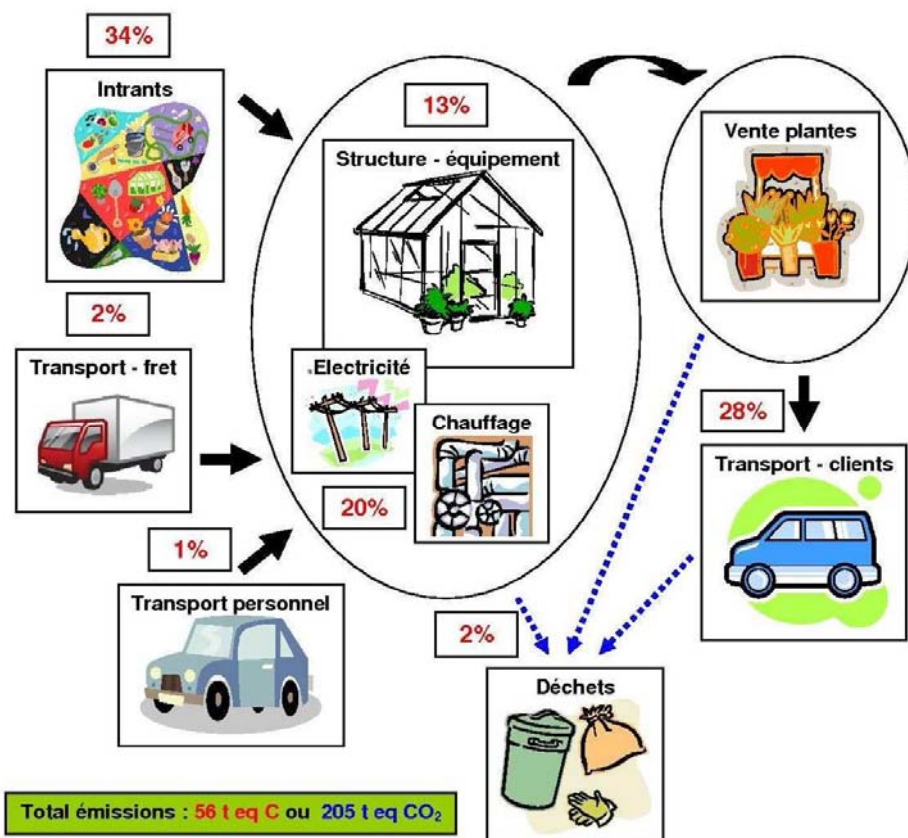 34%
Intrants
13%
Structure - équipement
Vente plantes
2%
Transport - fret
Electricité
Chauffage
20%
28%
Transport - clients
1%
Transport personnel
2%
Déchets
Total émissions : 56 t eq C ou 205 t eq CO₂